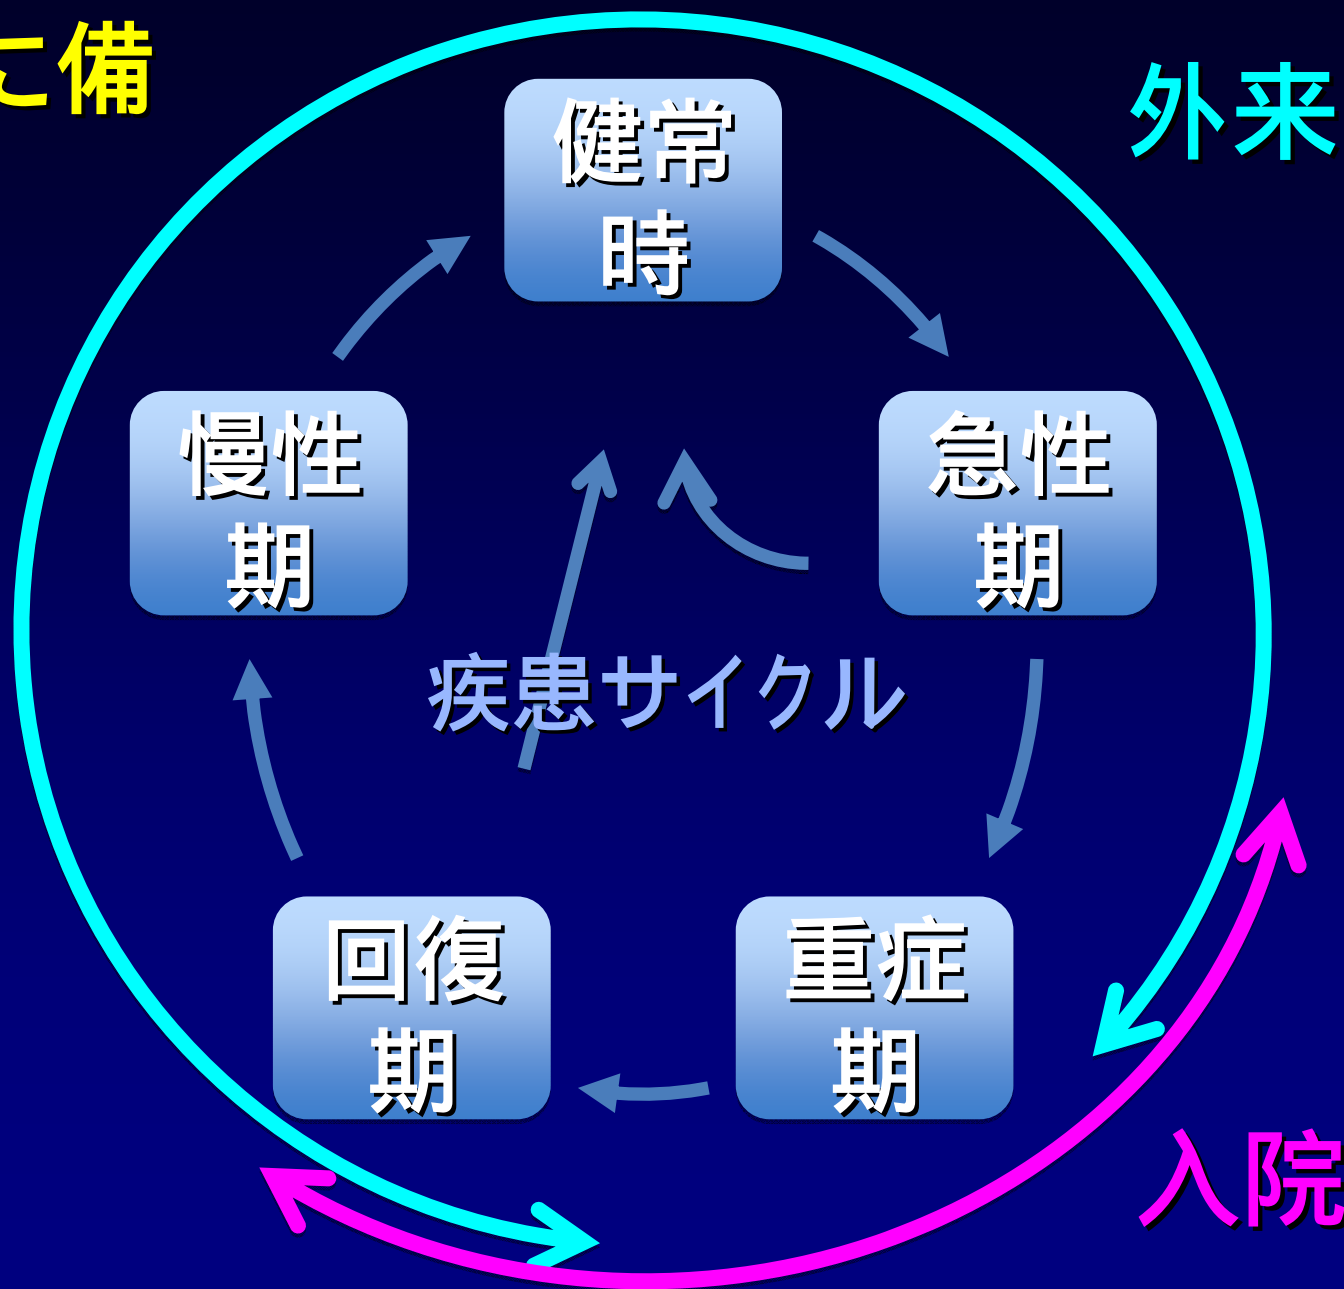 に備
外来
健常
時
慢性
期
急性
期
疾患サイクル
回復
期
重症
期
入院